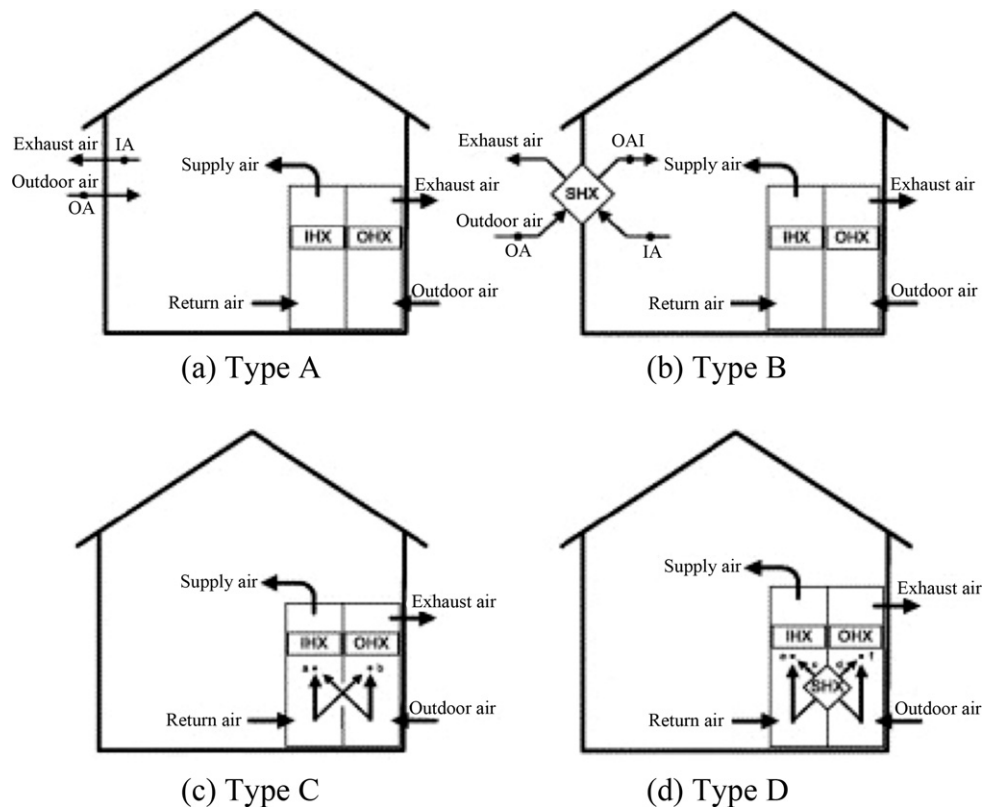 Exhaust air
IA
Outdoor air
OA
Supply air
Exhaust air
IHX
OHX
Return air
Outdoor air
(a) Type A
Exhaust air
OAI
SHX
Outdoor air
OA
IA
Supply air
Exhaust air
IHX
OHX
Return air
Outdoor air
(b) Type B
Supply air
Exhaust air
IHX
OHX
a
b
Return air
Outdoor air
(c) Type C
Supply air
Exhaust air
IHX
OHX
e
c
d
f
SHX
Return air
Outdoor air
(d) Type D